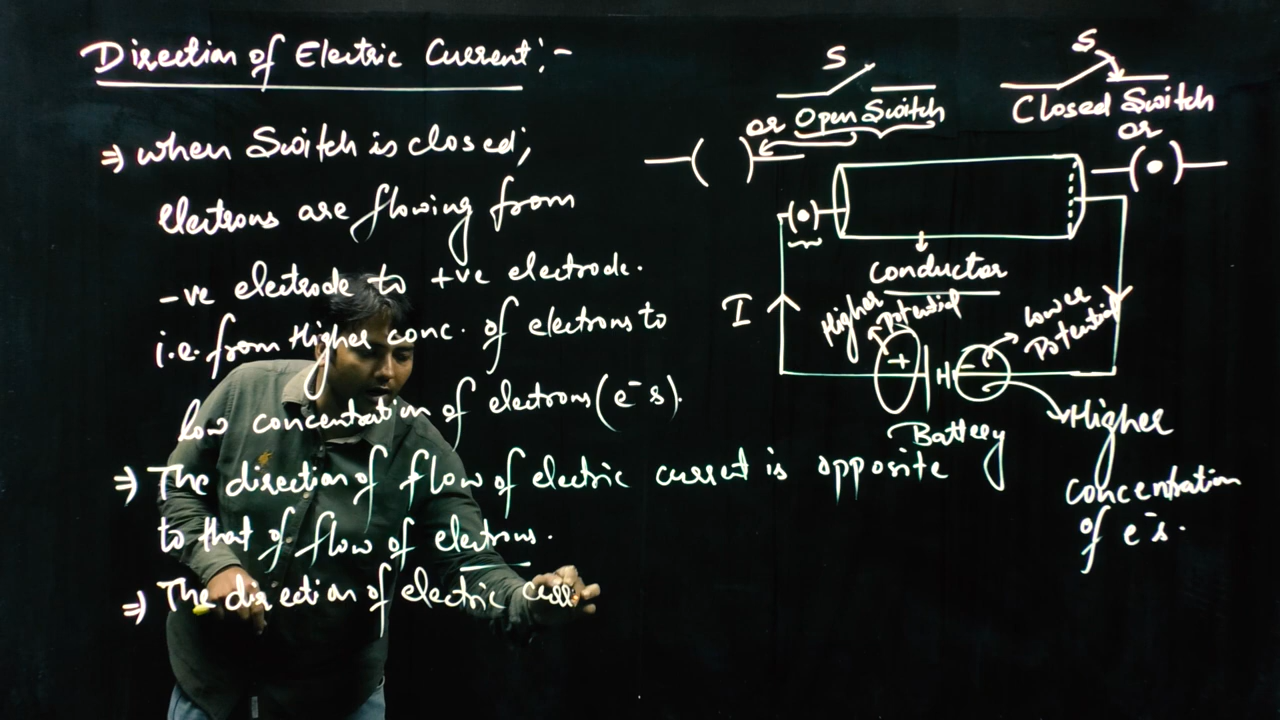 Direction of Electric Current :-
⇒ when Switch is closed;
electrons are flowing from
-ve electrode to +ve electrode.
i.e. from Higher conc. of electrons to
low concentration of electrons (e⁻s).
⇒ The direction of flow of electric current is opposite
to that of flow of electrons.
⇒ The direction of electric curr
S
or Open Switch
S
Closed Switch
or
conductor
I
Higher potential
Lower Potential
+
-
Battery
Higher
concentration
of e⁻s.